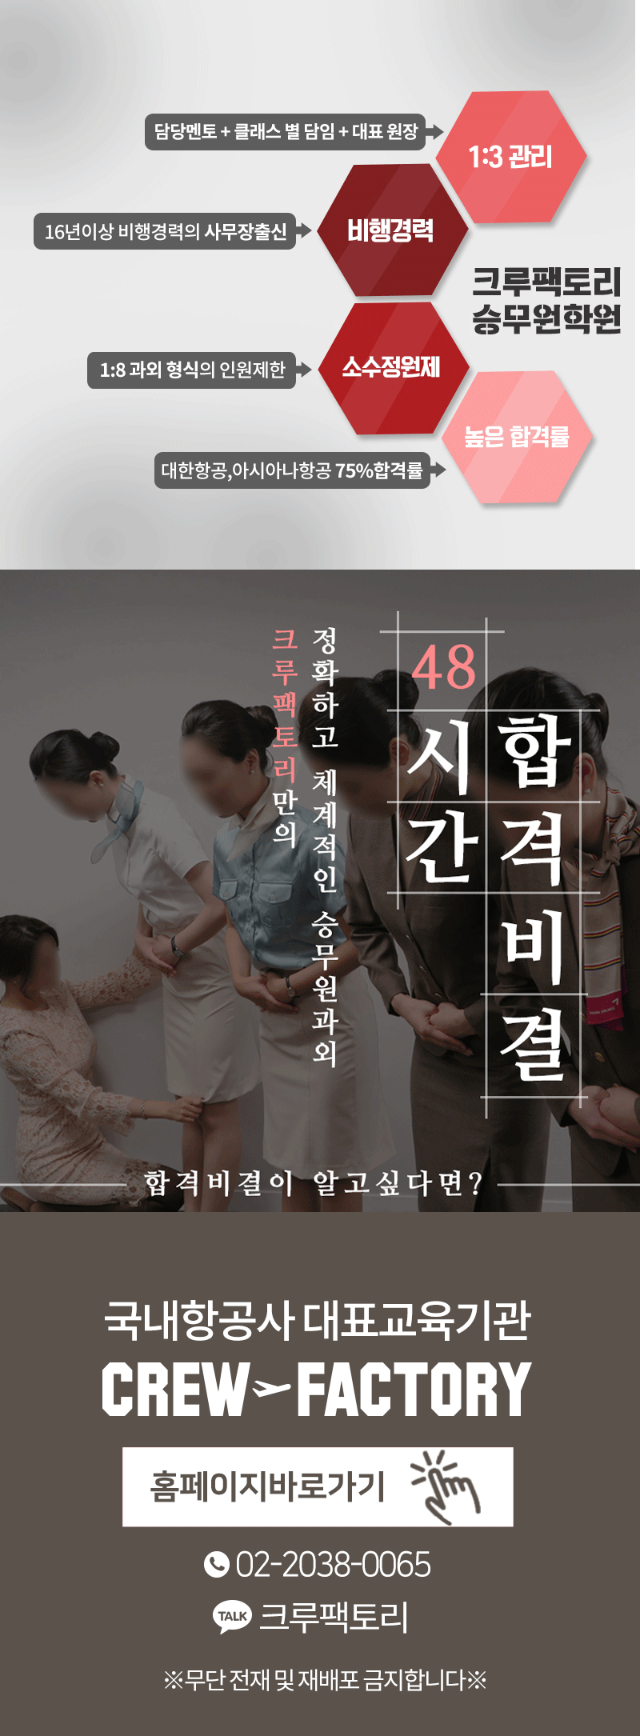 담당멘토 + 클래스 별 담임 + 대표 원장
1:3 관리
16년이상 비행경력의 사무장출신
비행경력
크루팩토리
승무원학원
1:8 과외 형식의 인원제한
소수정원제
높은 합격률
대한항공,아시아나항공 75%합격률
48
시간
합격비결
정확하고 체계적인 승무원과외
크루팩토리만의
합격비결이 알고싶다면?
국내항공사 대표교육기관
CREW FACTORY
홈페이지바로가기
02-2038-0065
TALK 크루팩토리
※무단 전재 및 재배포 금지합니다※